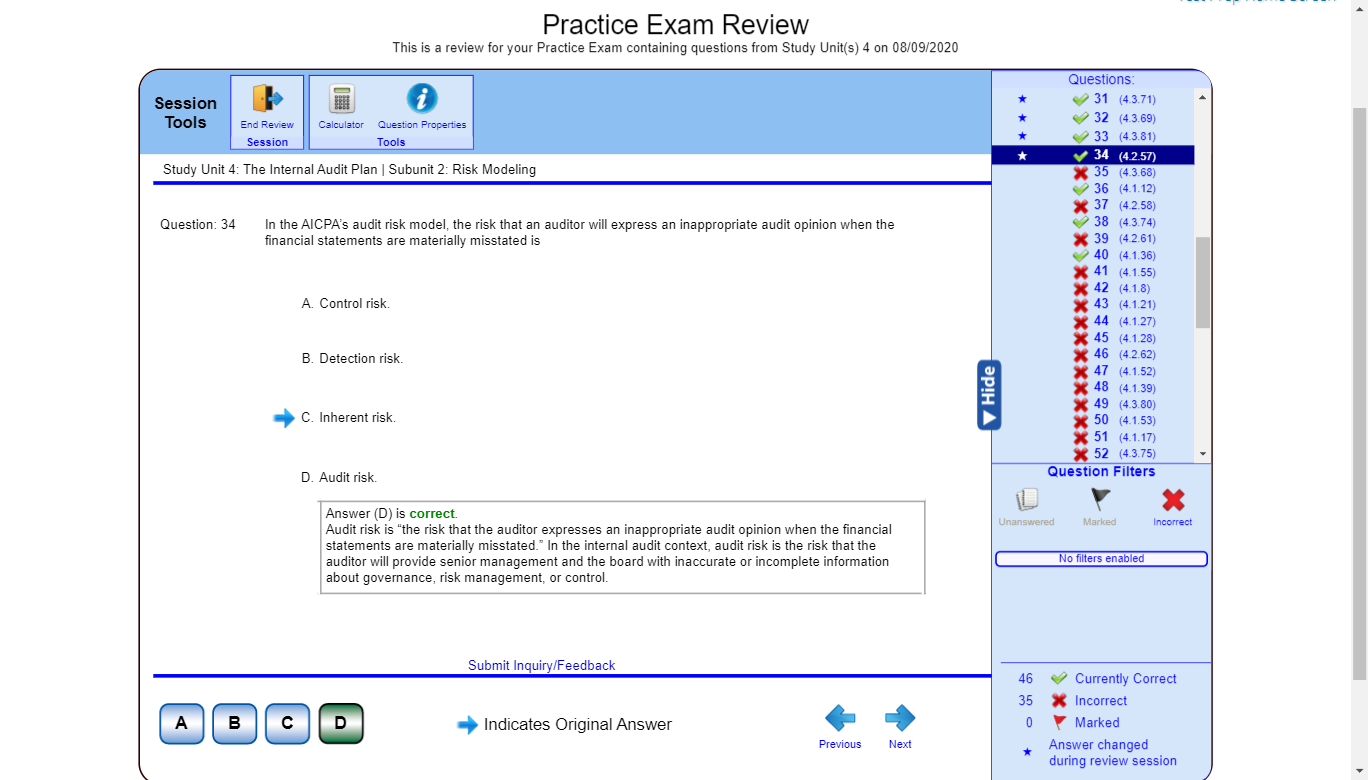 Practice Exam Review
This is a review for your Practice Exam containing questions from Study Unit(s) 4 on 08/09/2020
Session
Tools
End Review
Session
Calculator
Question Properties
Tools
Study Unit 4: The Internal Audit Plan | Subunit 2: Risk Modeling
Question: 34
In the AICPA's audit risk model, the risk that an auditor will express an inappropriate audit opinion when the
financial statements are materially misstated is
A. Control risk.
B. Detection risk.
C. Inherent risk.
D. Audit risk.
Answer (D) is correct.
Audit risk is “the risk that the auditor expresses an inappropriate audit opinion when the financial
statements are materially misstated.” In the internal audit context, audit risk is the risk that the
auditor will provide senior management and the board with inaccurate or incomplete information
about governance, risk management, or control.
Submit Inquiry/Feedback
A
B
C
D
Indicates Original Answer
Previous
Next
Hide
Questions:
31 (4.3.71)
32 (4.3.69)
33 (4.3.81)
34 (4.2.57)
35 (4.3.68)
36 (4.1.12)
37 (4.2.58)
38 (4.3.74)
39 (4.2.61)
40 (4.1.36)
41 (4.1.55)
42 (4.1.8)
43 (4.1.21)
44 (4.1.27)
45 (4.1.28)
46 (4.2.62)
47 (4.1.52)
48 (4.1.39)
49 (4.3.80)
50 (4.1.53)
51 (4.1.17)
52 (4.3.75)
Question Filters
Unanswered
Marked
Incorrect
No filters enabled
46 Currently Correct
35 Incorrect
0 Marked
Answer changed
during review session